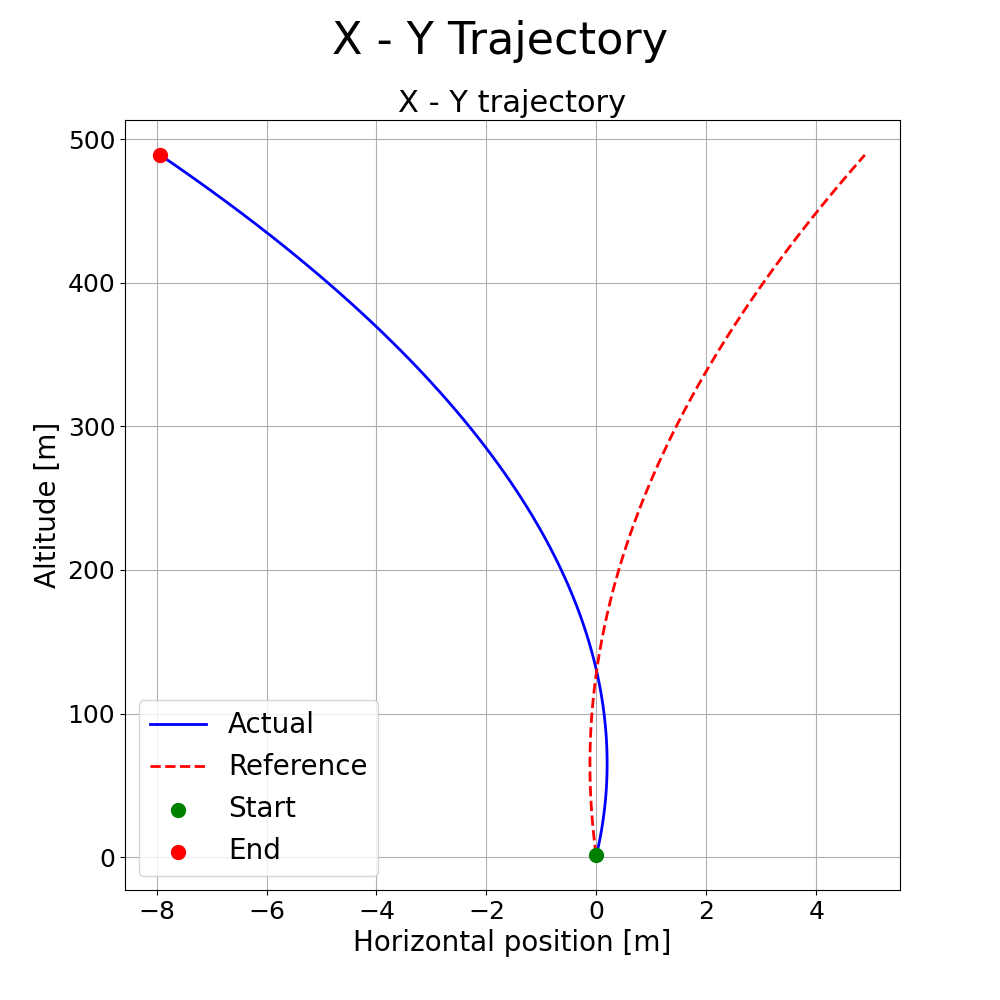 X - Y Trajectory
X - Y trajectory
500
400
300
200
100
0
Altitude [m]
Actual
Reference
Start
End
−8 −6 −4 −2 0 2 4
Horizontal position [m]